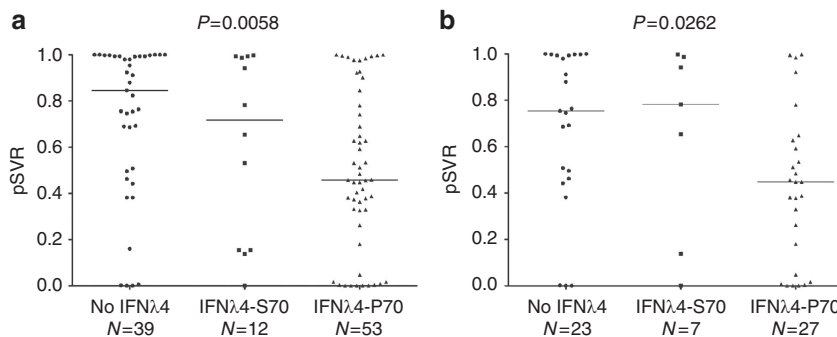 a
P=0.0058
pSVR
1.0
0.8
0.6
0.4
0.2
0.0
No IFNλ4 IFNλ4-S70 IFNλ4-P70
N=39 N=12 N=53
b
P=0.0262
pSVR
1.0
0.8
0.6
0.4
0.2
0.0
No IFNλ4 IFNλ4-S70 IFNλ4-P70
N=23 N=7 N=27